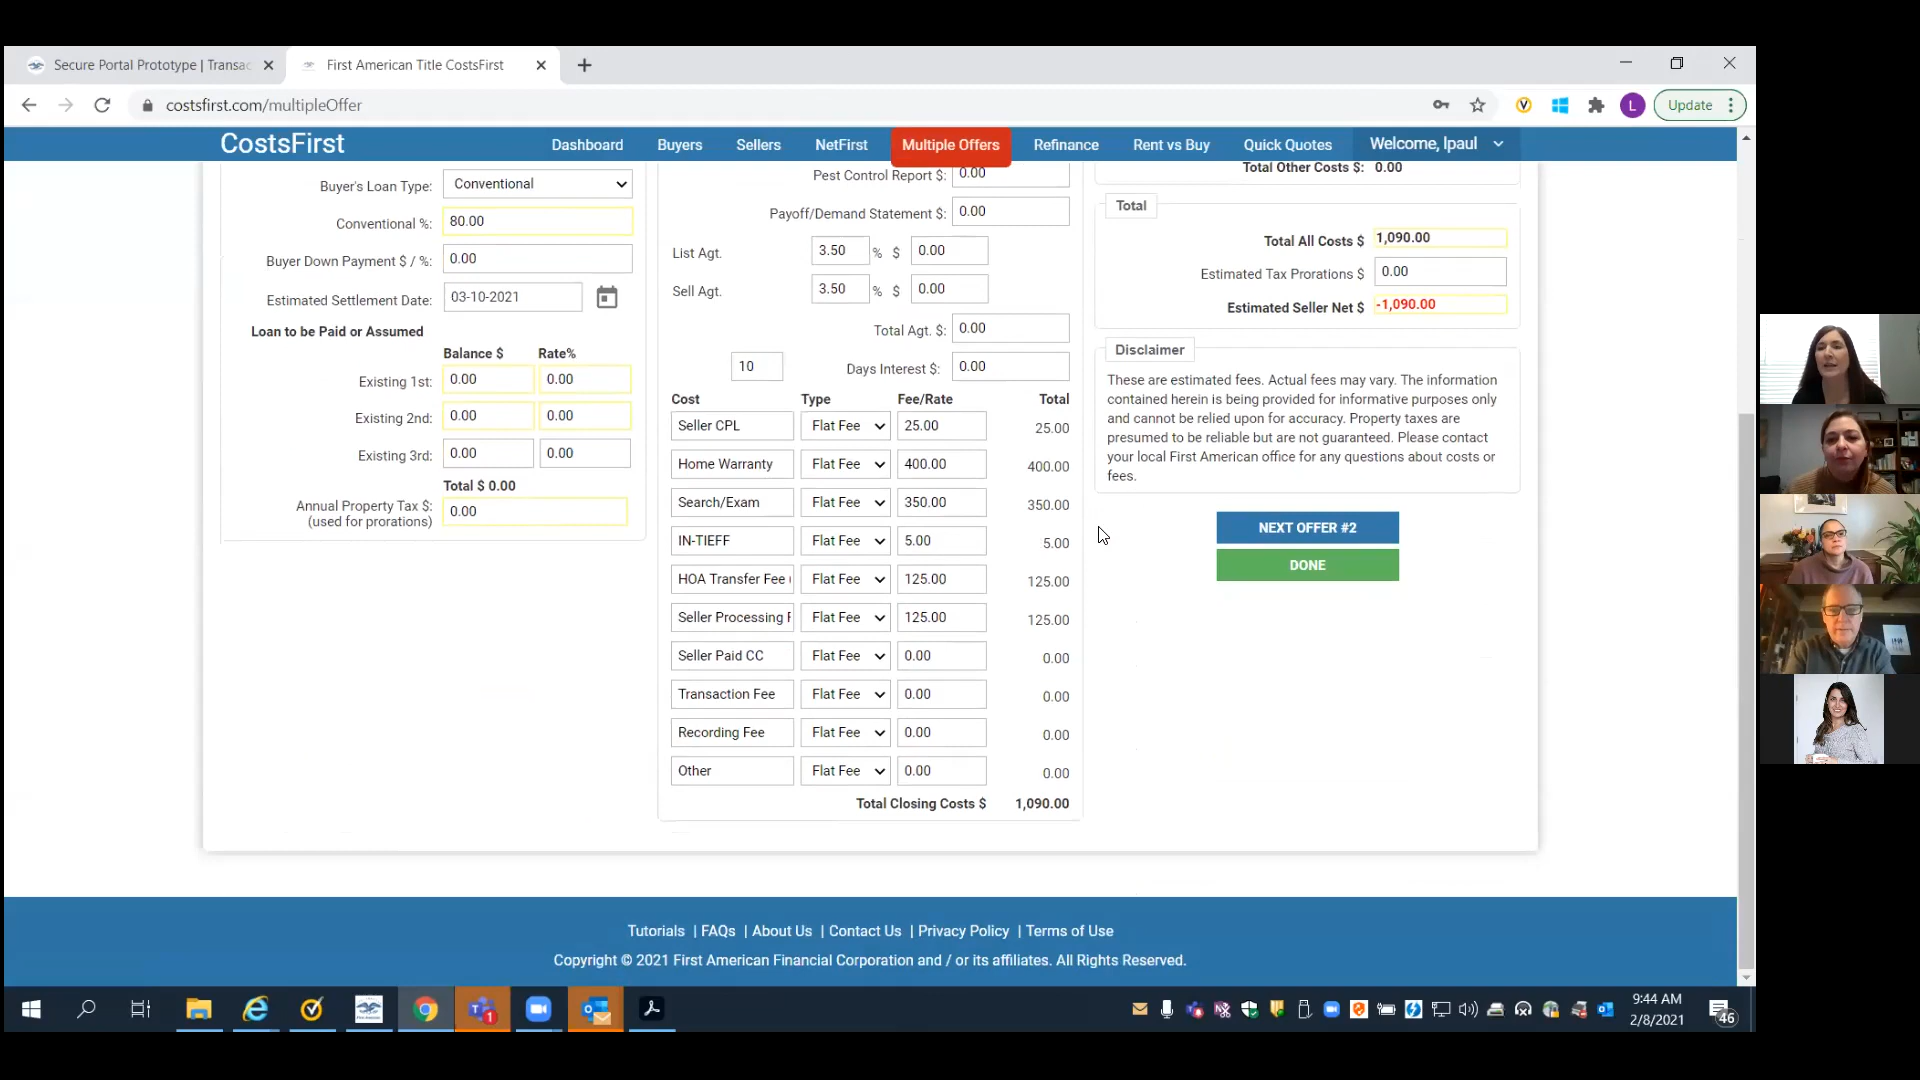 Secure Portal Prototype | Transac
First American Title CostsFirst
costsfirst.com/multipleOffer
L
Update
CostsFirst
Dashboard
Buyers
Sellers
NetFirst
Multiple Offers
Refinance
Rent vs Buy
Quick Quotes
Welcome, lpaul
Buyer's Loan Type: Conventional
Conventional %: 80.00
Buyer Down Payment $ / %: 0.00
Estimated Settlement Date: 03-10-2021
Loan to be Paid or Assumed
Balance $ Rate%
Existing 1st: 0.00 0.00
Existing 2nd: 0.00 0.00
Existing 3rd: 0.00 0.00
Total $ 0.00
Annual Property Tax $: 0.00
(used for prorations)
Pest Control Report $: 0.00
Payoff/Demand Statement $: 0.00
List Agt. 3.50 % $ 0.00
Sell Agt. 3.50 % $ 0.00
Total Agt. $: 0.00
10 Days Interest $: 0.00
Cost Type Fee/Rate Total
Seller CPL Flat Fee 25.00 25.00
Home Warranty Flat Fee 400.00 400.00
Search/Exam Flat Fee 350.00 350.00
IN-TIEFF Flat Fee 5.00 5.00
HOA Transfer Fee ( Flat Fee 125.00 125.00
Seller Processing F Flat Fee 125.00 125.00
Seller Paid CC Flat Fee 0.00 0.00
Transaction Fee Flat Fee 0.00 0.00
Recording Fee Flat Fee 0.00 0.00
Other Flat Fee 0.00 0.00
Total Closing Costs $ 1,090.00
Total Other Costs $: 0.00
Total
Total All Costs $ 1,090.00
Estimated Tax Prorations $ 0.00
Estimated Seller Net $ -1,090.00
Disclaimer
These are estimated fees. Actual fees may vary. The information
contained herein is being provided for informative purposes only
and cannot be relied upon for accuracy. Property taxes are
presumed to be reliable but are not guaranteed. Please contact
your local First American office for any questions about costs or
fees.
NEXT OFFER #2
DONE
Tutorials | FAQs | About Us | Contact Us | Privacy Policy | Terms of Use
Copyright © 2021 First American Financial Corporation and / or its affiliates. All Rights Reserved.
1
9:44 AM
2/8/2021
46